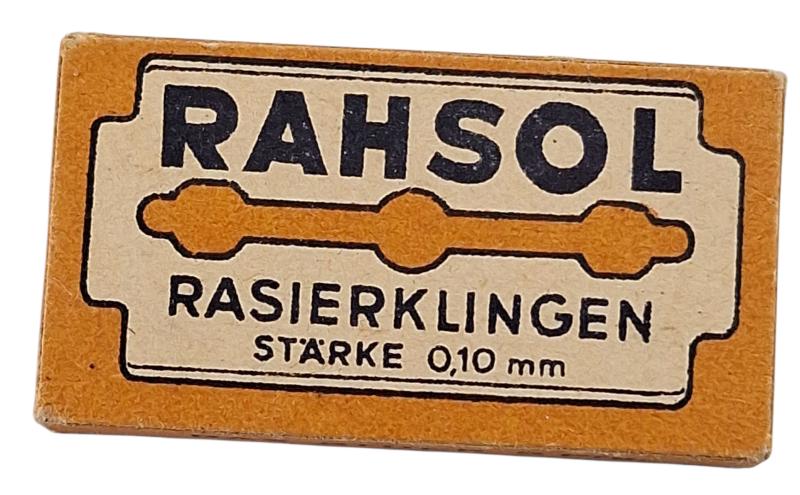 RAHSOL
RASIERKLINGEN
STÄRKE 0,10 mm